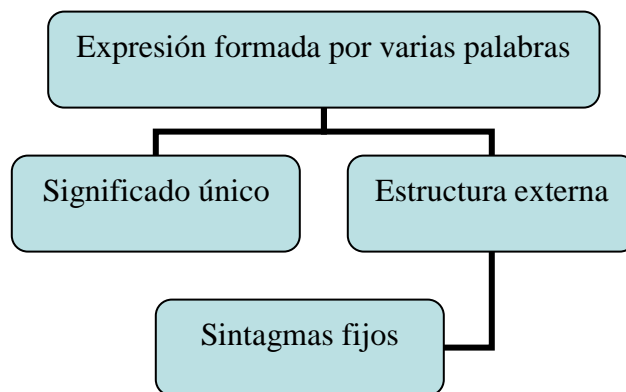 Expresión formada por varias palabras
Significado único
Estructura externa
Sintagmas fijos